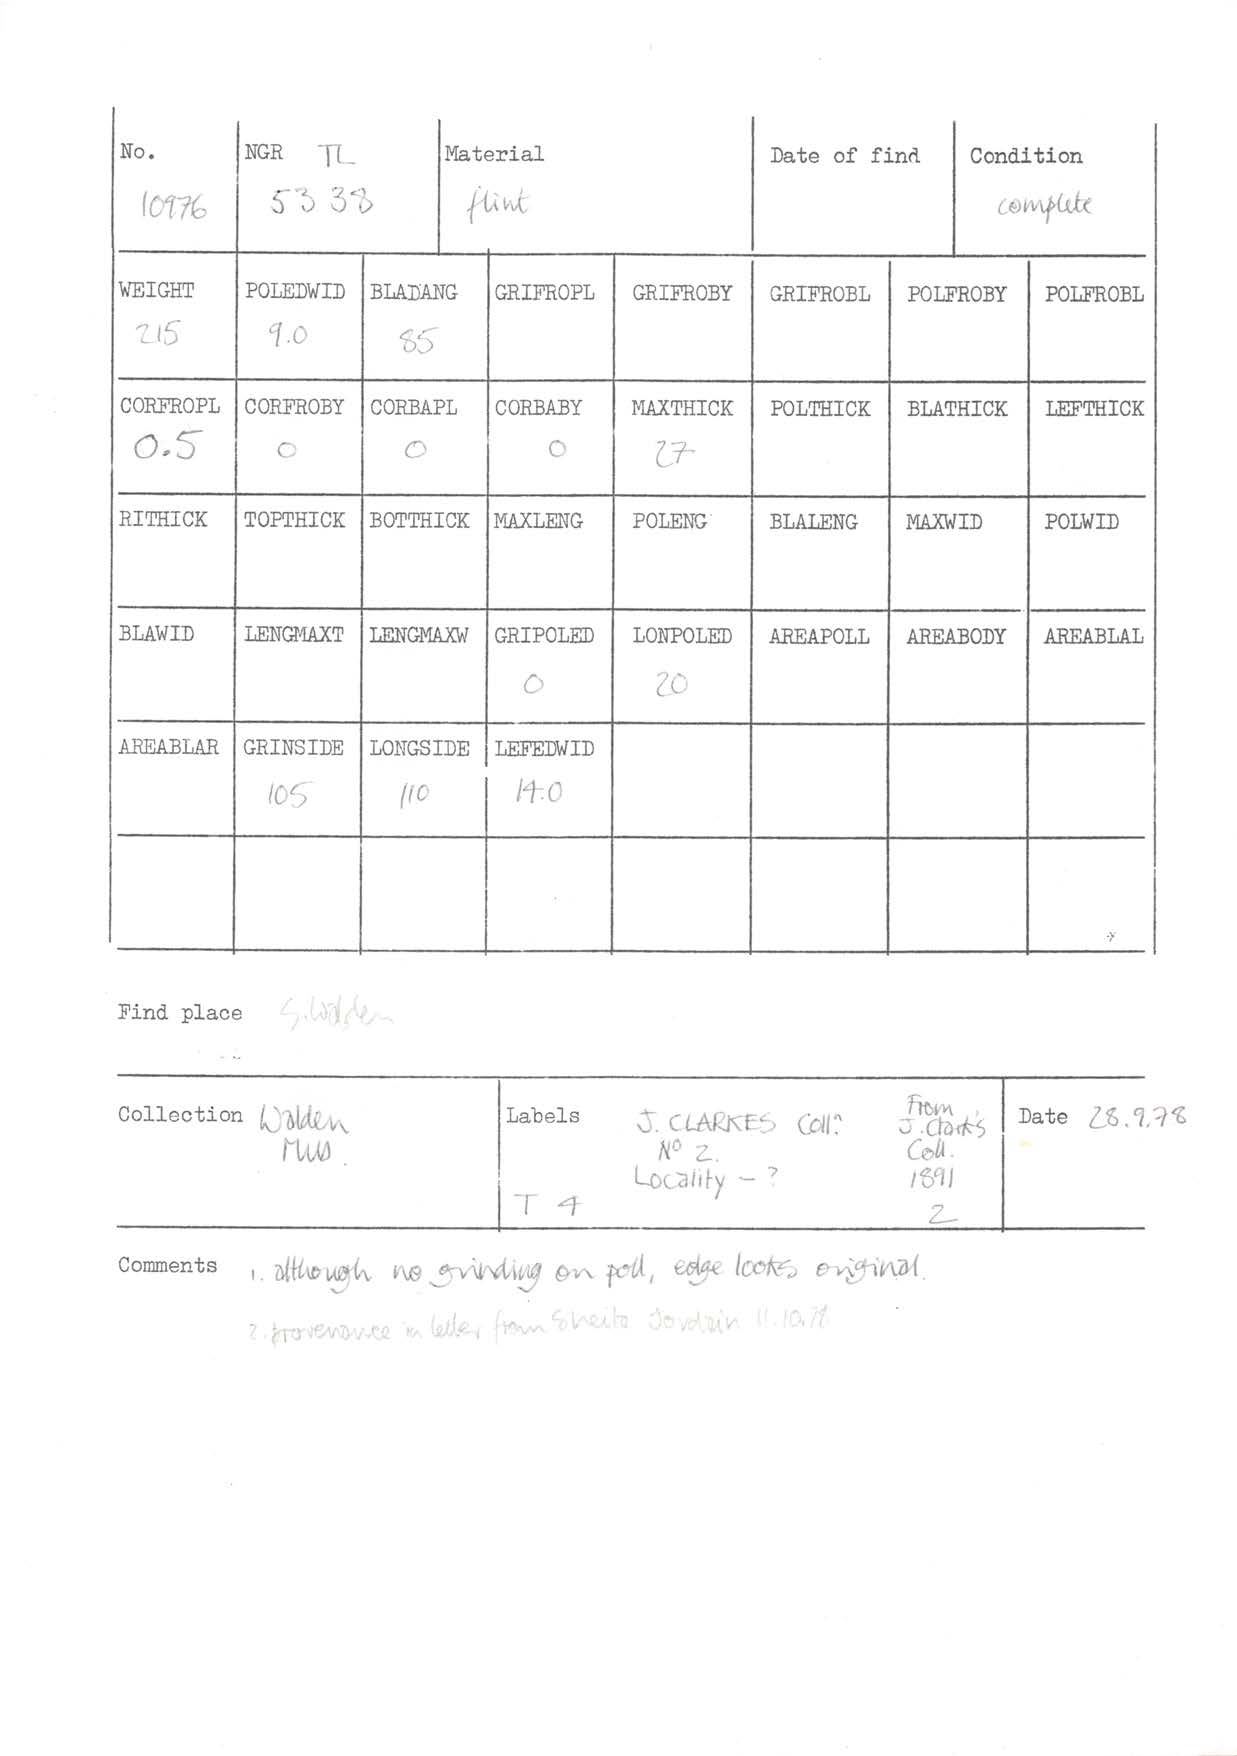 No. NGR TL Material Date of find Condition
10976 53 38 flint complete
WEIGHT POLEDWID BLADANG GRIFROPL GRIFROBY GRIFROBL POLFROBY POLFROBL
215 9.0 85
CORFROPL CORFROBY CORBAPL CORBABY MAXTHICK POLTHICK BLATHICK LEFTHICK
0.5 0 0 0 27
RITHICK TOPTHICK BOTTHICK MAXLENG POLENG BLALENG MAXWID POLWID
BLAWID LENGMAXT LENGMAXW GRIPOLED LONPOLED AREAPOLL AREABODY AREABLAL
0 20
AREABLAR GRINSIDE LONGSIDE LEFEDWID
105 110 14.0
Find place S. Walden
Collection Walden
Mus.
Labels
J. CLARKES Coll?
No 2.
Locality - ?
T 4
From
J. Clark's
Coll.
1891
2
Date 28.9.78
Comments 1. although no grinding on poll, edge looks original.
2. provenance in letter from Sheila Jordain 11.10.78